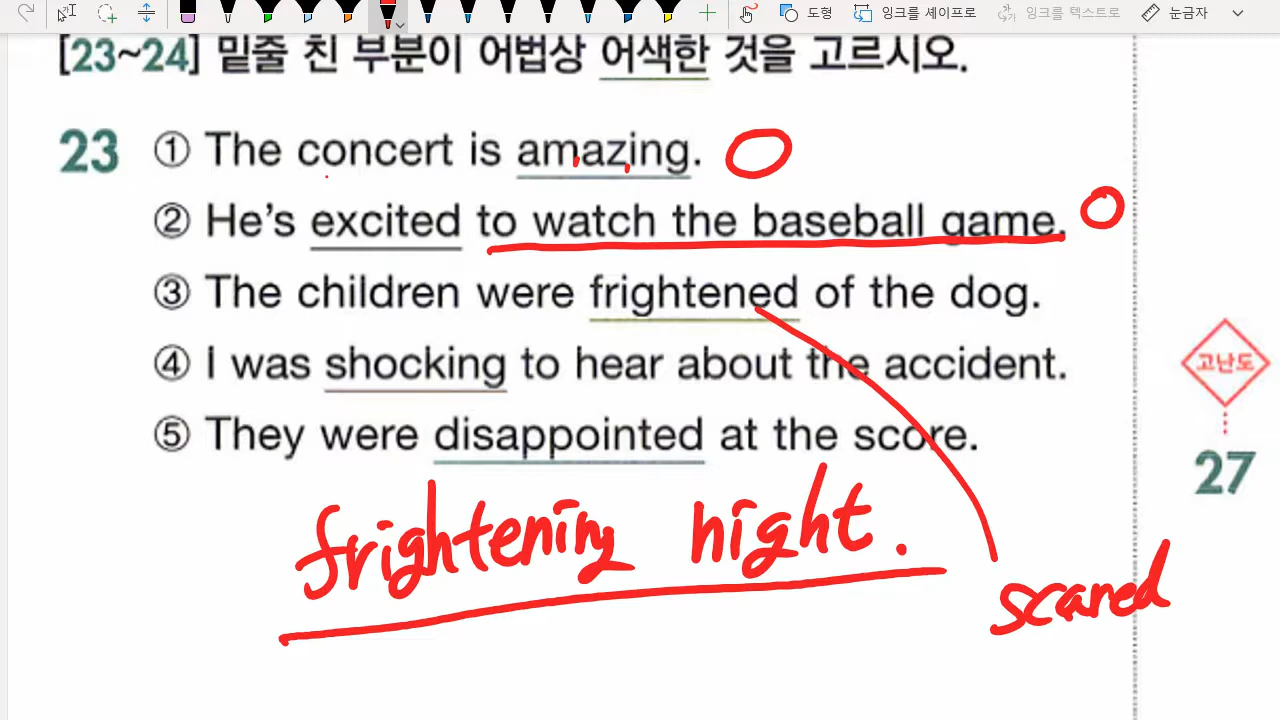 도형 잉크를 셰이프로 잉크를 텍스트로 눈금자
[23~24] 밑줄 친 부분이 어법상 어색한 것을 고르시오.
23 ① The concert is amazing.
② He's excited to watch the baseball game.
③ The children were frightened of the dog.
④ I was shocking to hear about the accident.
⑤ They were disappointed at the score.
고난도
27
frightening night.
scared